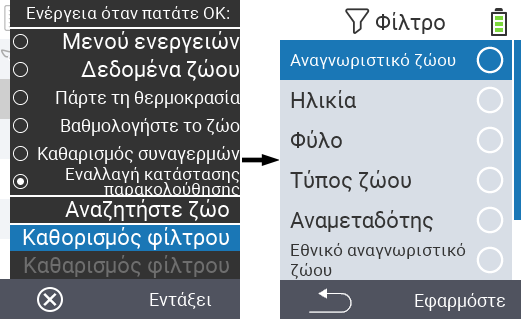 Ενέργεια όταν πατάτε OK:
Μενού ενεργειών
Δεδομένα ζώου
Πάρτε τη θερμοκρασία
Βαθμολογήστε το ζώο
Καθαρισμός συναγερμών
Εναλλαγή κατάστασης
παρακολούθησης
Αναζητήστε ζώο
Καθορισμός φίλτρου
Καθαρισμός φίλτρου
Εντάξει
Φίλτρο
Αναγνωριστικό ζώου
Ηλικία
Φύλο
Τύπος ζώου
Αναμεταδότης
Εθνικό αναγνωριστικό
ζώου
Εφαρμόστε